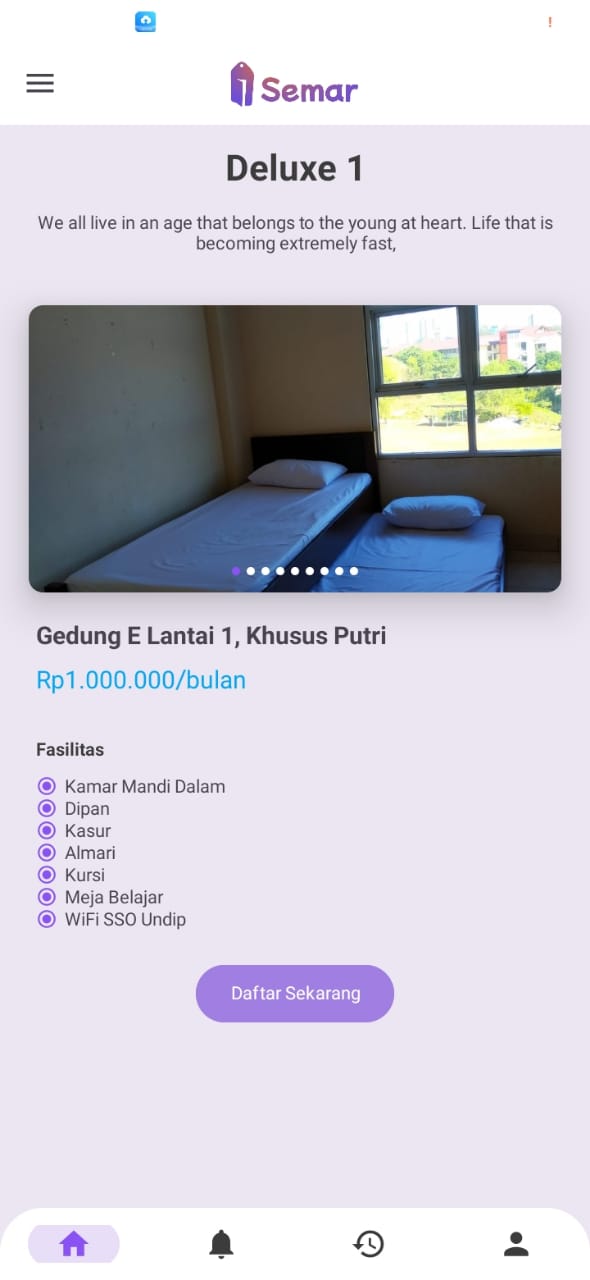 Semar
Deluxe 1
We all live in an age that belongs to the young at heart. Life that is
becoming extremely fast,
Gedung E Lantai 1, Khusus Putri
Rp1.000.000/bulan
Fasilitas
Kamar Mandi Dalam
Dipan
Kasur
Almari
Kursi
Meja Belajar
WiFi SSO Undip
Daftar Sekarang